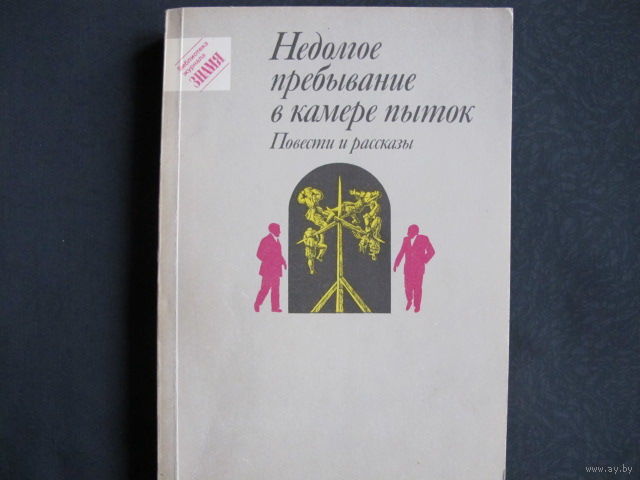 Библиотека
журнала
ЗНАМЯ
Недолгое
пребывание
в камере пыток
Повести и рассказы
www.ay.by